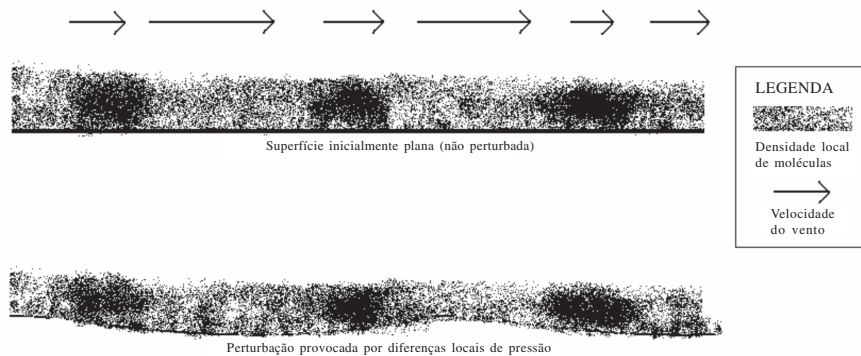 Superfície inicialmente plana (não perturbada)
LEGENDA
Densidade local
de moléculas
Velocidade
do vento
Perturbação provocada por diferenças locais de pressão